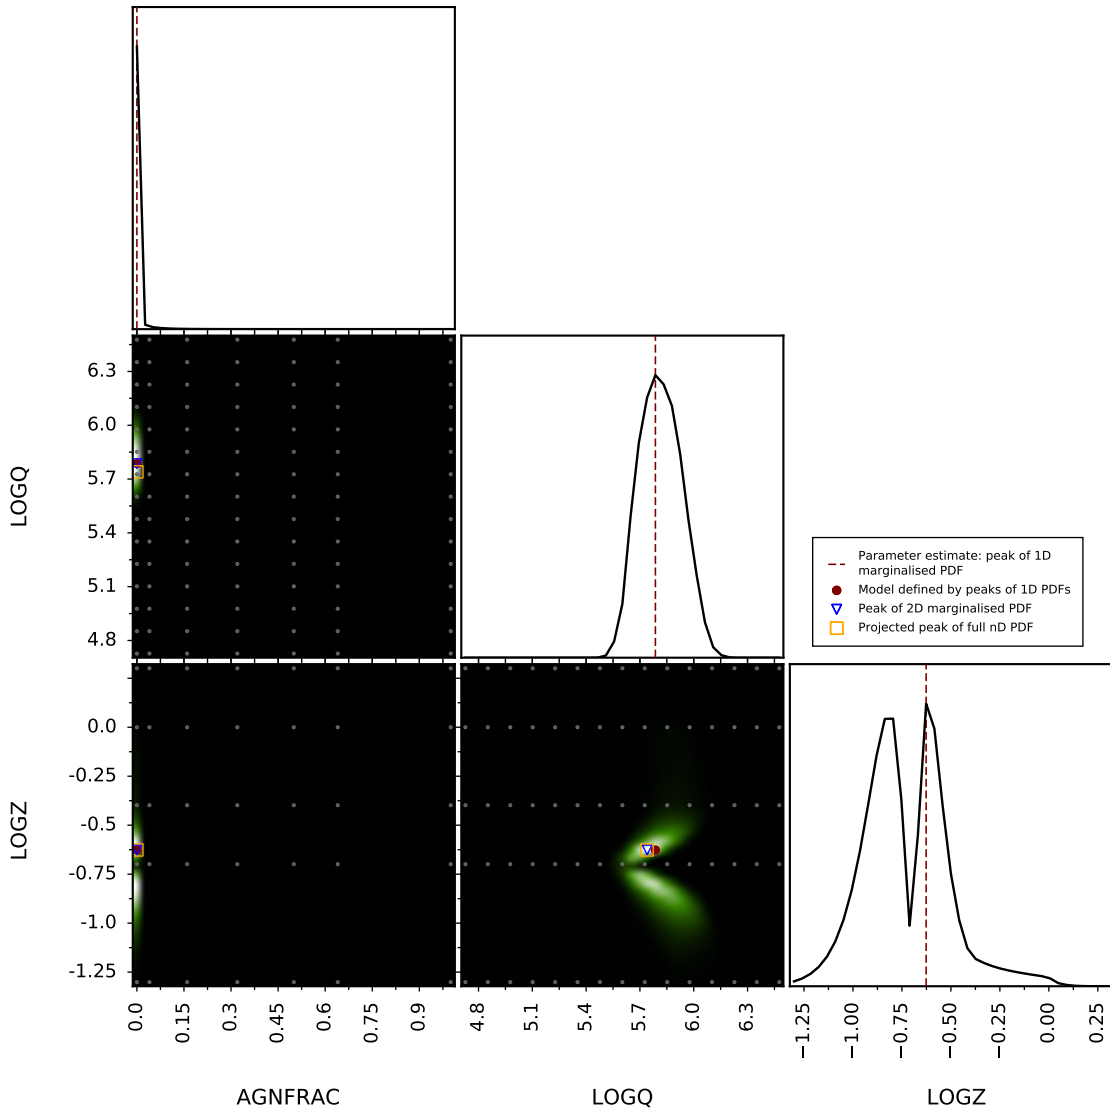 LOGQ
6.3
6.0
5.7
5.4
5.1
4.8
Parameter estimate: peak of 1D
marginalised PDF
Model defined by peaks of 1D PDFs
Peak of 2D marginalised PDF
Projected peak of full nD PDF
LOGZ
0.0
-0.25
-0.5
-0.75
-1.0
-1.25
0.0 0.15 0.3 0.45 0.6 0.75 0.9
4.8 5.1 5.4 5.7 6.0 6.3
−1.25 −1.00 −0.75 −0.50 −0.25 0.00 0.25
AGNFRAC LOGQ LOGZ